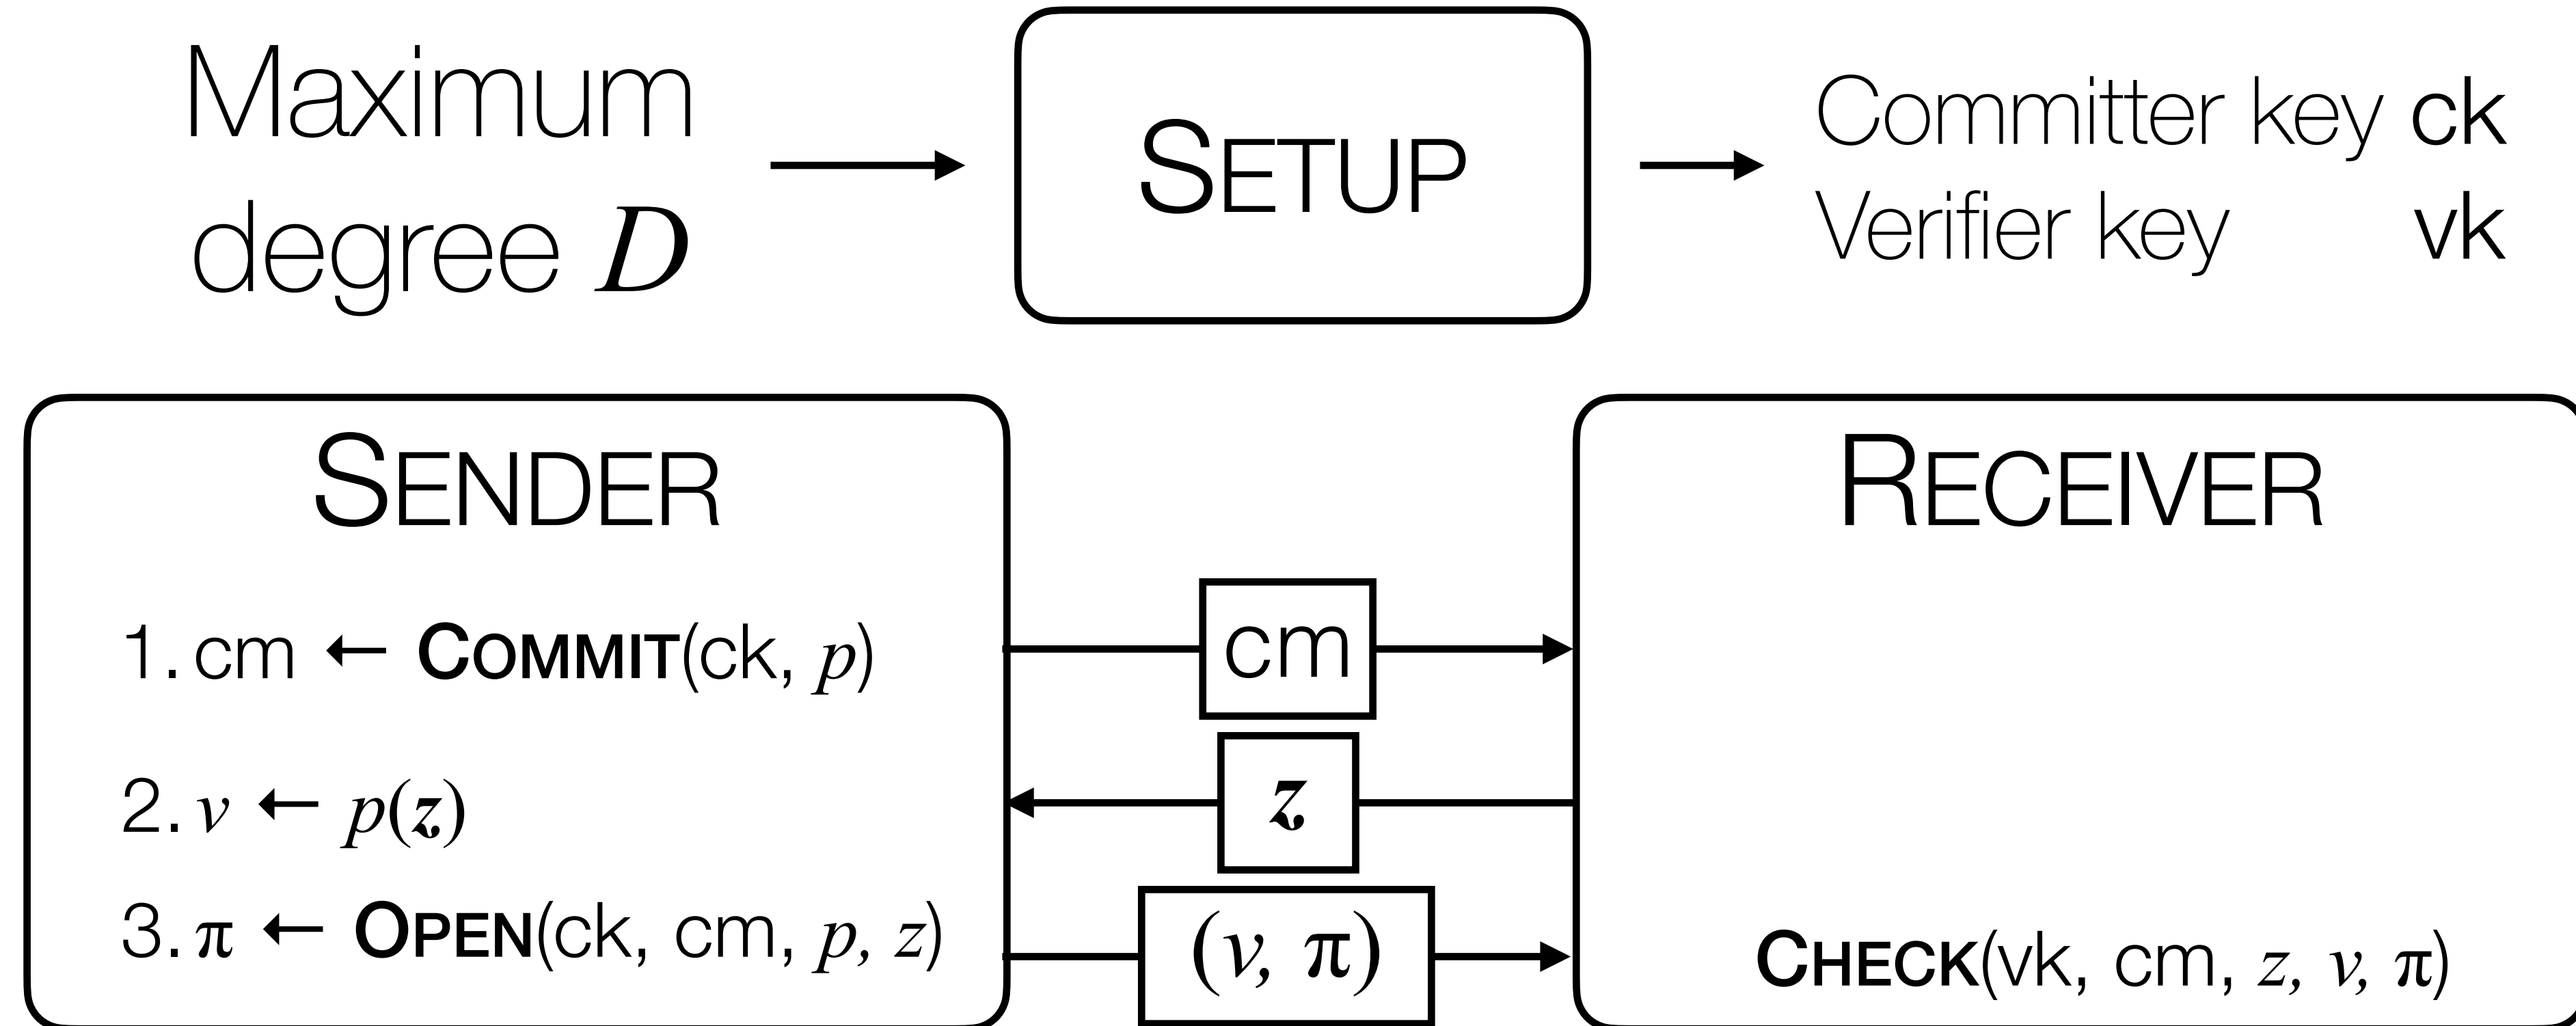 Maximum
degree D
SETUP
Committer key ck
Verifier key vk
SENDER
1. cm ← COMMIT(ck, p)
2. v ← p(z)
3. π ← OPEN(ck, cm, p, z)
cm
z
(v, π)
RECEIVER
CHECK(vk, cm, z, v, π)